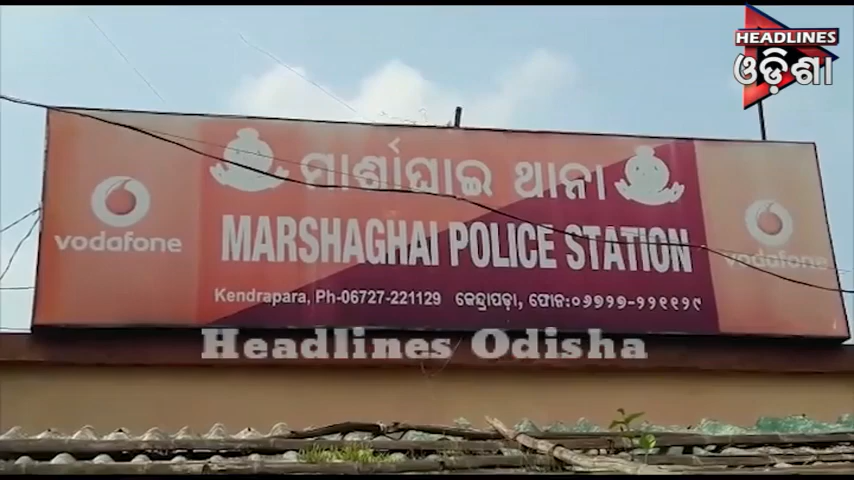 HEADLINES
ଓଡ଼ିଶା
ମାର୍ଶାଘାଇ ଥାନା
vodafone
MARSHAGHAI POLICE STATION
vodafone
Kendrapara, Ph-06727-221129 କେନ୍ଦ୍ରାପଡ଼ା, ଫୋନ:୦୬୭୨୭-୨୨୧୧୨୯
Headlines Odisha